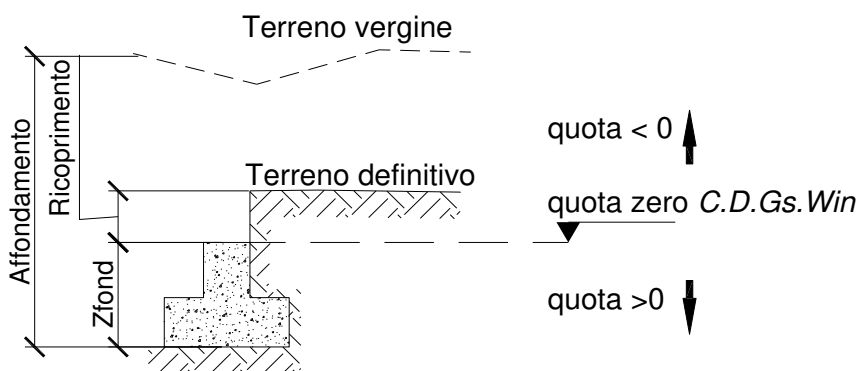 Terreno vergine
Affondamento
Ricoprimento
quota < 0
Terreno definitivo
quota zero C.D.Gs.Win
Zfond
quota >0